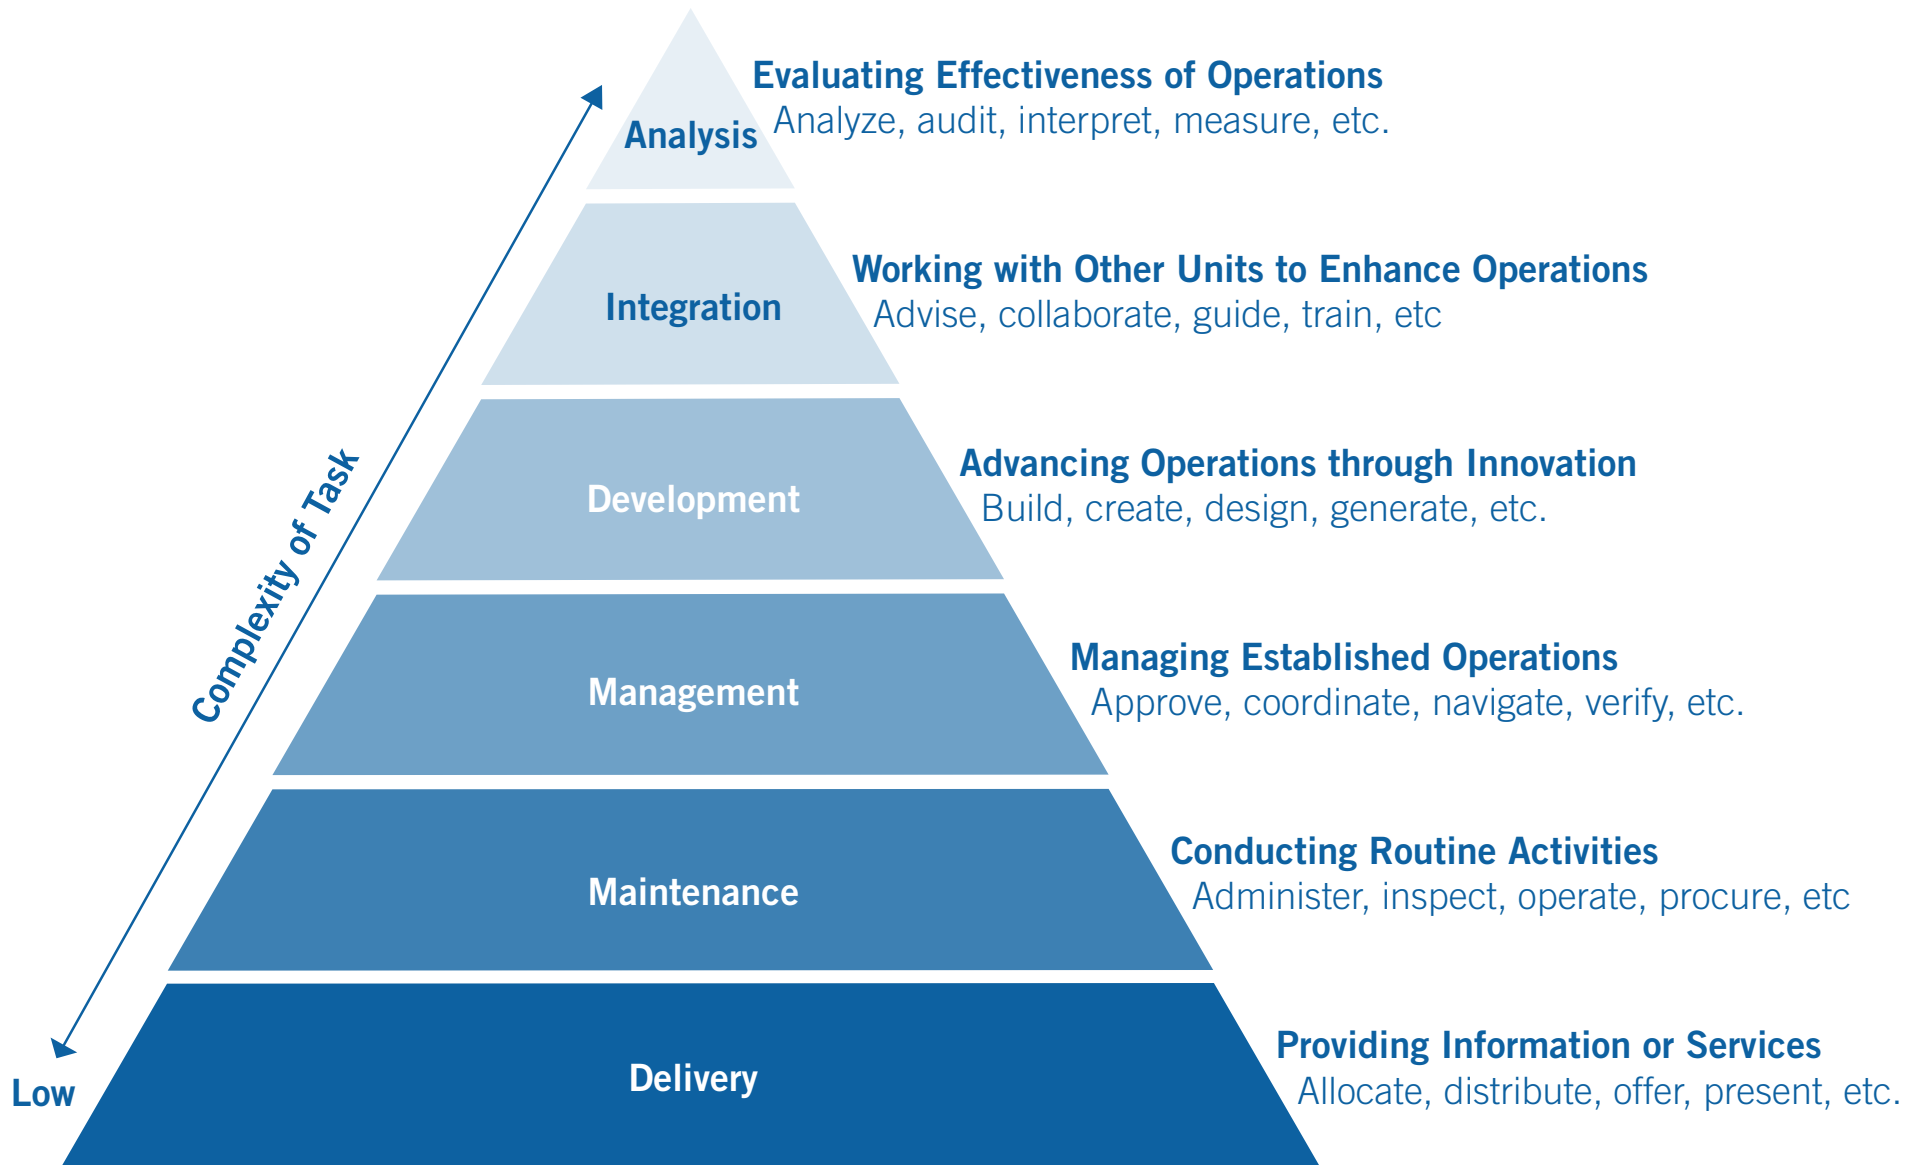 Evaluating Effectiveness of Operations
Analyze, audit, interpret, measure, etc.
Analysis
Working with Other Units to Enhance Operations
Advise, collaborate, guide, train, etc
Integration
Advancing Operations through Innovation
Build, create, design, generate, etc.
Development
Complexity of Task
Managing Established Operations
Approve, coordinate, navigate, verify, etc.
Management
Conducting Routine Activities
Administer, inspect, operate, procure, etc
Maintenance
Providing Information or Services
Allocate, distribute, offer, present, etc.
Delivery
Low